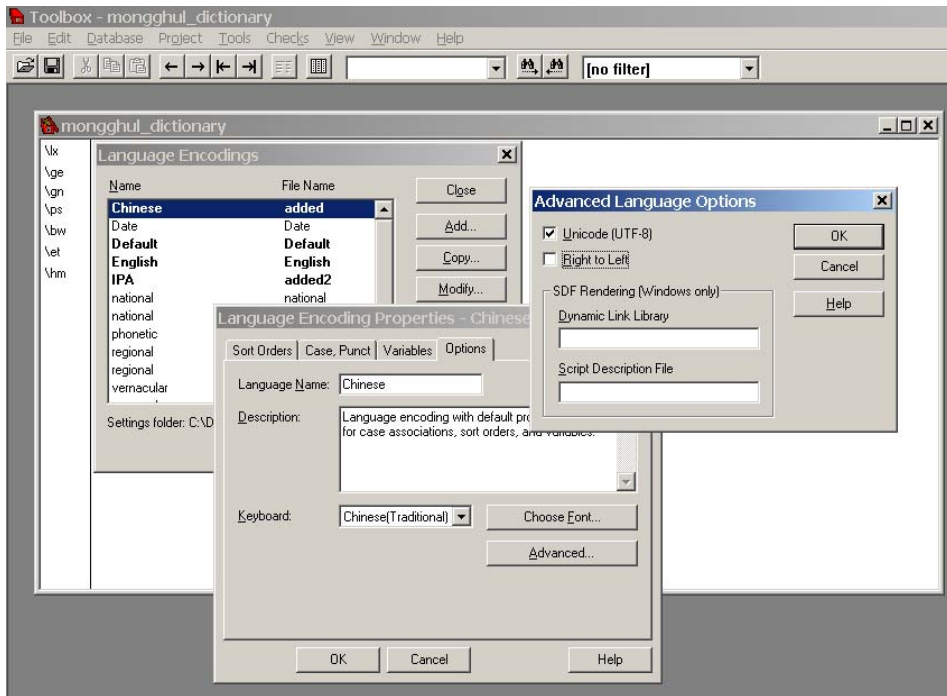 Toolbox - mongghul_dictionary
File Edit Database Project Tools Checks View Window Help
[no filter]
mongghul_dictionary
\lx
\ge
\gn
\ps
\bw
\et
\hm
Language Encodings
Name File Name
Chinese added
Date Date
Default Default
English English
IPA added2
national national
national
phonetic
regional
regional
vernacular
Settings folder: C:\D
Close
Add...
Copy...
Modify...
Language Encoding Properties - Chinese
Sort Orders Case, Punct Variables Options
Language Name: Chinese
Description: Language encoding with default pro
for case associations, sort orders, and variables.
Keyboard: Chinese(Traditional) Choose Font...
Advanced...
OK Cancel Help
Advanced Language Options
Unicode (UTF-8) OK
Right to Left Cancel
SDF Rendering (Windows only) Help
Dynamic Link Library
Script Description File